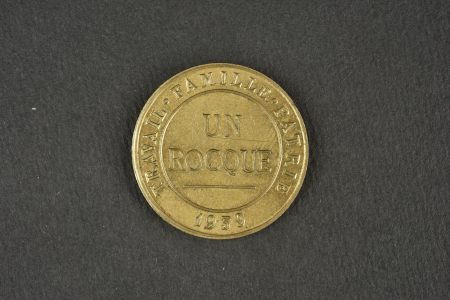 TRAVAIL · FAMILLE · PATRIE
UN
ROCQUE
1939